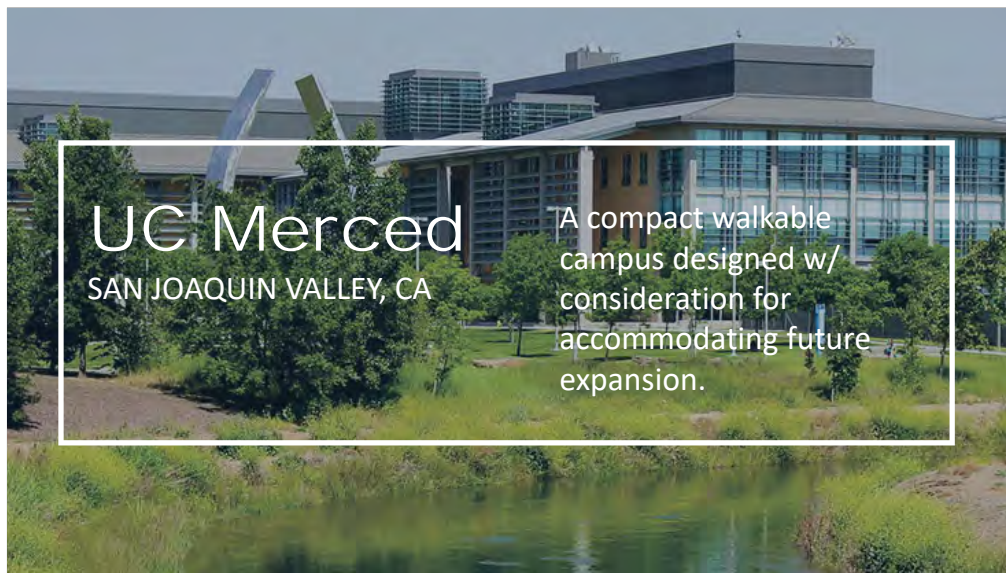 UC Merced
SAN JOAQUIN VALLEY, CA
A compact walkable
campus designed w/
consideration for
accommodating future
expansion.